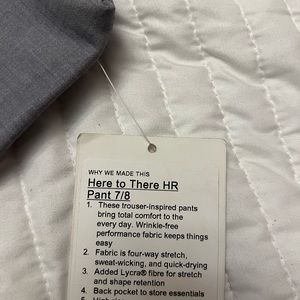 WHY WE MADE THIS
Here to There HR
Pant 7/8
1. These trouser-inspired pants
bring total comfort to the
every day. Wrinkle-free
performance fabric keeps things
easy
2. Fabric is four-way stretch,
sweat-wicking, and quick-drying
3. Added Lycra® fibre for stretch
and shape retention
4. Back pocket to store essentials